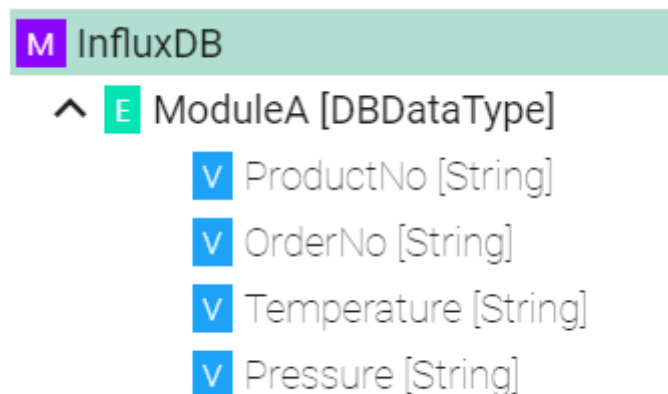 M InfluxDB
E ModuleA [DBDataType]
V ProductNo [String]
V OrderNo [String]
V Temperature [String]
V Pressure [String]